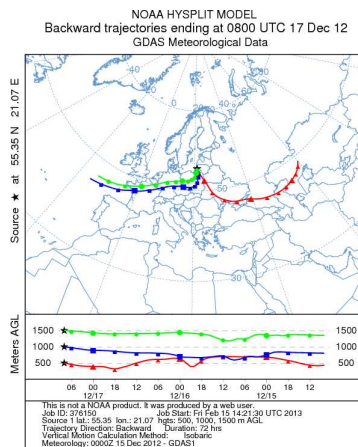 NOAA HYSPLIT MODEL
Backward trajectories ending at 0800 UTC 17 Dec 12
GDAS Meteorological Data
Source ★ at 55.35 N 21.07 E
Meters AGL
1500 1500
1000 1000
500 500
06 00 18 12 06 00 18 12 06 00 18 12
12/17 12/16 12/15
This is not a NOAA product. It was produced by a web user.
Job ID: 376150 Job Start: Fri Feb 15 14:21:30 UTC 2013
Source 1 lat.: 55.35 lon.: 21.07 hgts: 500, 1000, 1500 m AGL
Trajectory Direction: Backward Duration: 72 hrs
Vertical Motion Calculation Method: Isobaric
Meteorology: 0000Z 15 Dec 2012 - GDAS1